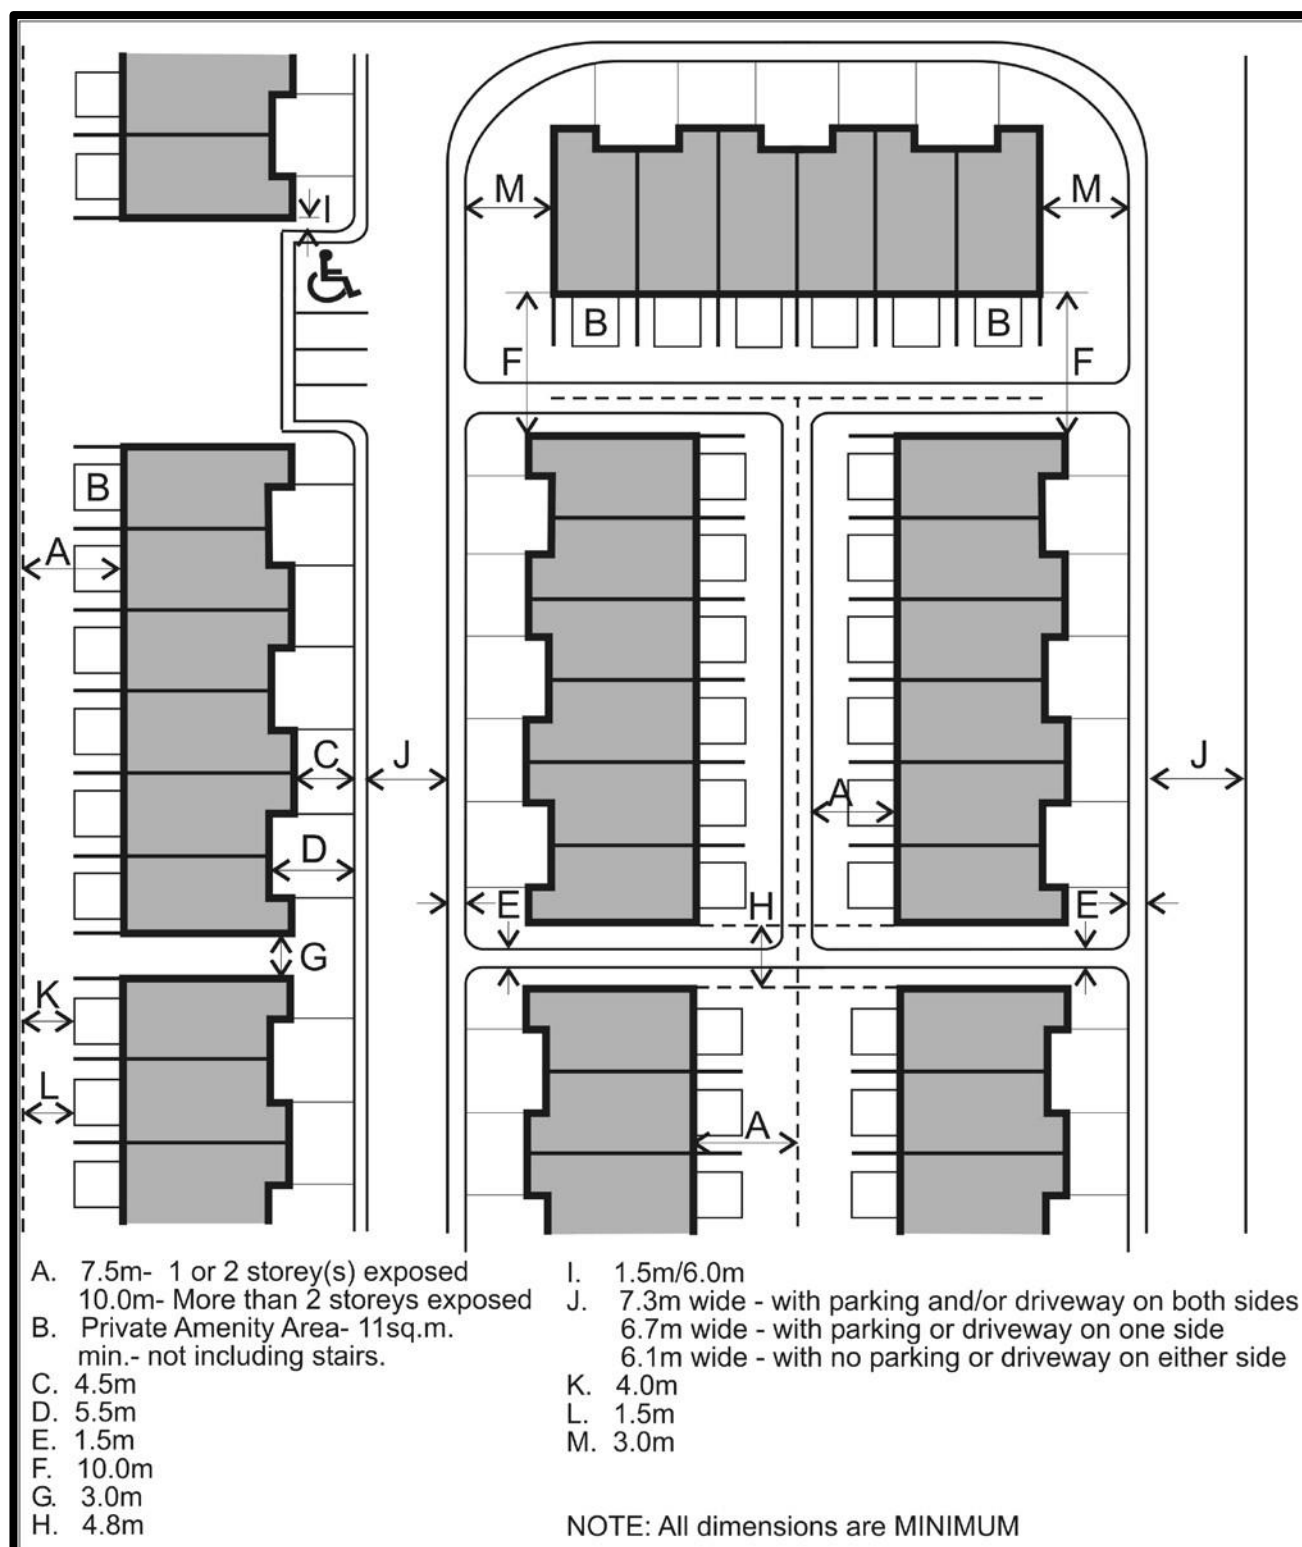 I
M
M
B
B
F
F
B
A
C
J
J
A
D
E
H
E
G
K
L
A
A. 7.5m- 1 or 2 storey(s) exposed
10.0m- More than 2 storeys exposed
B. Private Amenity Area- 11sq.m.
min.- not including stairs.
C. 4.5m
D. 5.5m
E. 1.5m
F. 10.0m
G. 3.0m
H. 4.8m
I. 1.5m/6.0m
J. 7.3m wide - with parking and/or driveway on both sides
6.7m wide - with parking or driveway on one side
6.1m wide - with no parking or driveway on either side
K. 4.0m
L. 1.5m
M. 3.0m
NOTE: All dimensions are MINIMUM